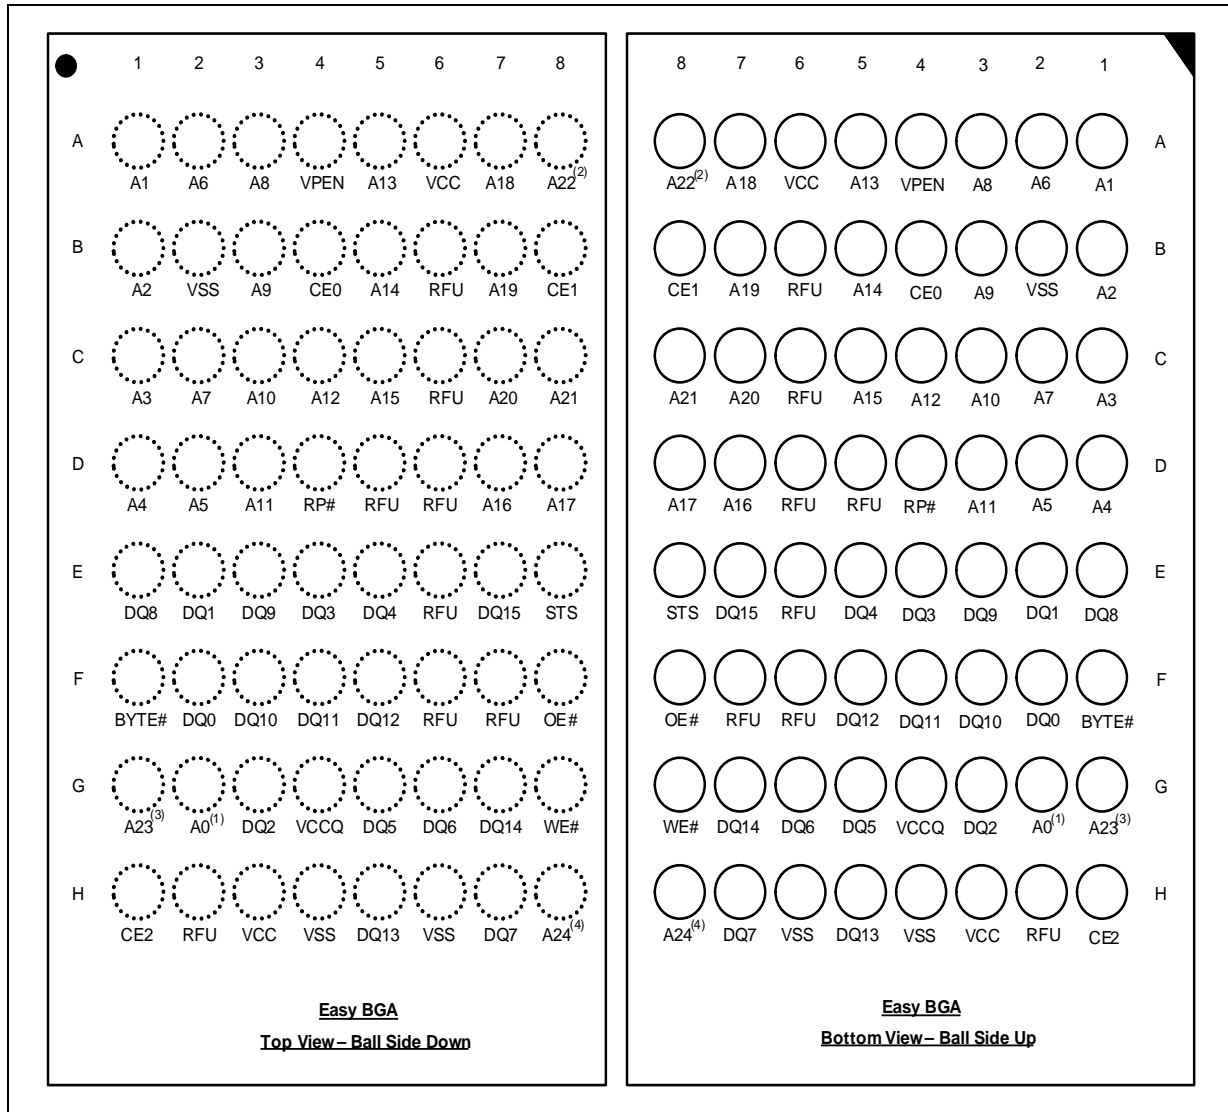 1 2 3 4 5 6 7 8
A
A1 A6 A8 VPEN A13 VCC A18 A22(2)
B
A2 VSS A9 CE0 A14 RFU A19 CE1
C
A3 A7 A10 A12 A15 RFU A20 A21
D
A4 A5 A11 RP# RFU RFU A16 A17
E
DQ8 DQ1 DQ9 DQ3 DQ4 RFU DQ15 STS
F
BYTE# DQ0 DQ10 DQ11 DQ12 RFU RFU OE#
G
A23(3) A0(1) DQ2 VCCQ DQ5 DQ6 DQ14 WE#
H
CE2 RFU VCC VSS DQ13 VSS DQ7 A24(4)
Easy BGA
Top View – Ball Side Down
8 7 6 5 4 3 2 1
A
A22(2) A18 VCC A13 VPEN A8 A6 A1
B
CE1 A19 RFU A14 CE0 A9 VSS A2
C
A21 A20 RFU A15 A12 A10 A7 A3
D
A17 A16 RFU RFU RP# A11 A5 A4
E
STS DQ15 RFU DQ4 DQ3 DQ9 DQ1 DQ8
F
OE# RFU RFU DQ12 DQ11 DQ10 DQ0 BYTE#
G
WE# DQ14 DQ6 DQ5 VCCQ DQ2 A0(1) A23(3)
H
A24(4) DQ7 VSS DQ13 VSS VCC RFU CE2
Easy BGA
Bottom View – Ball Side Up